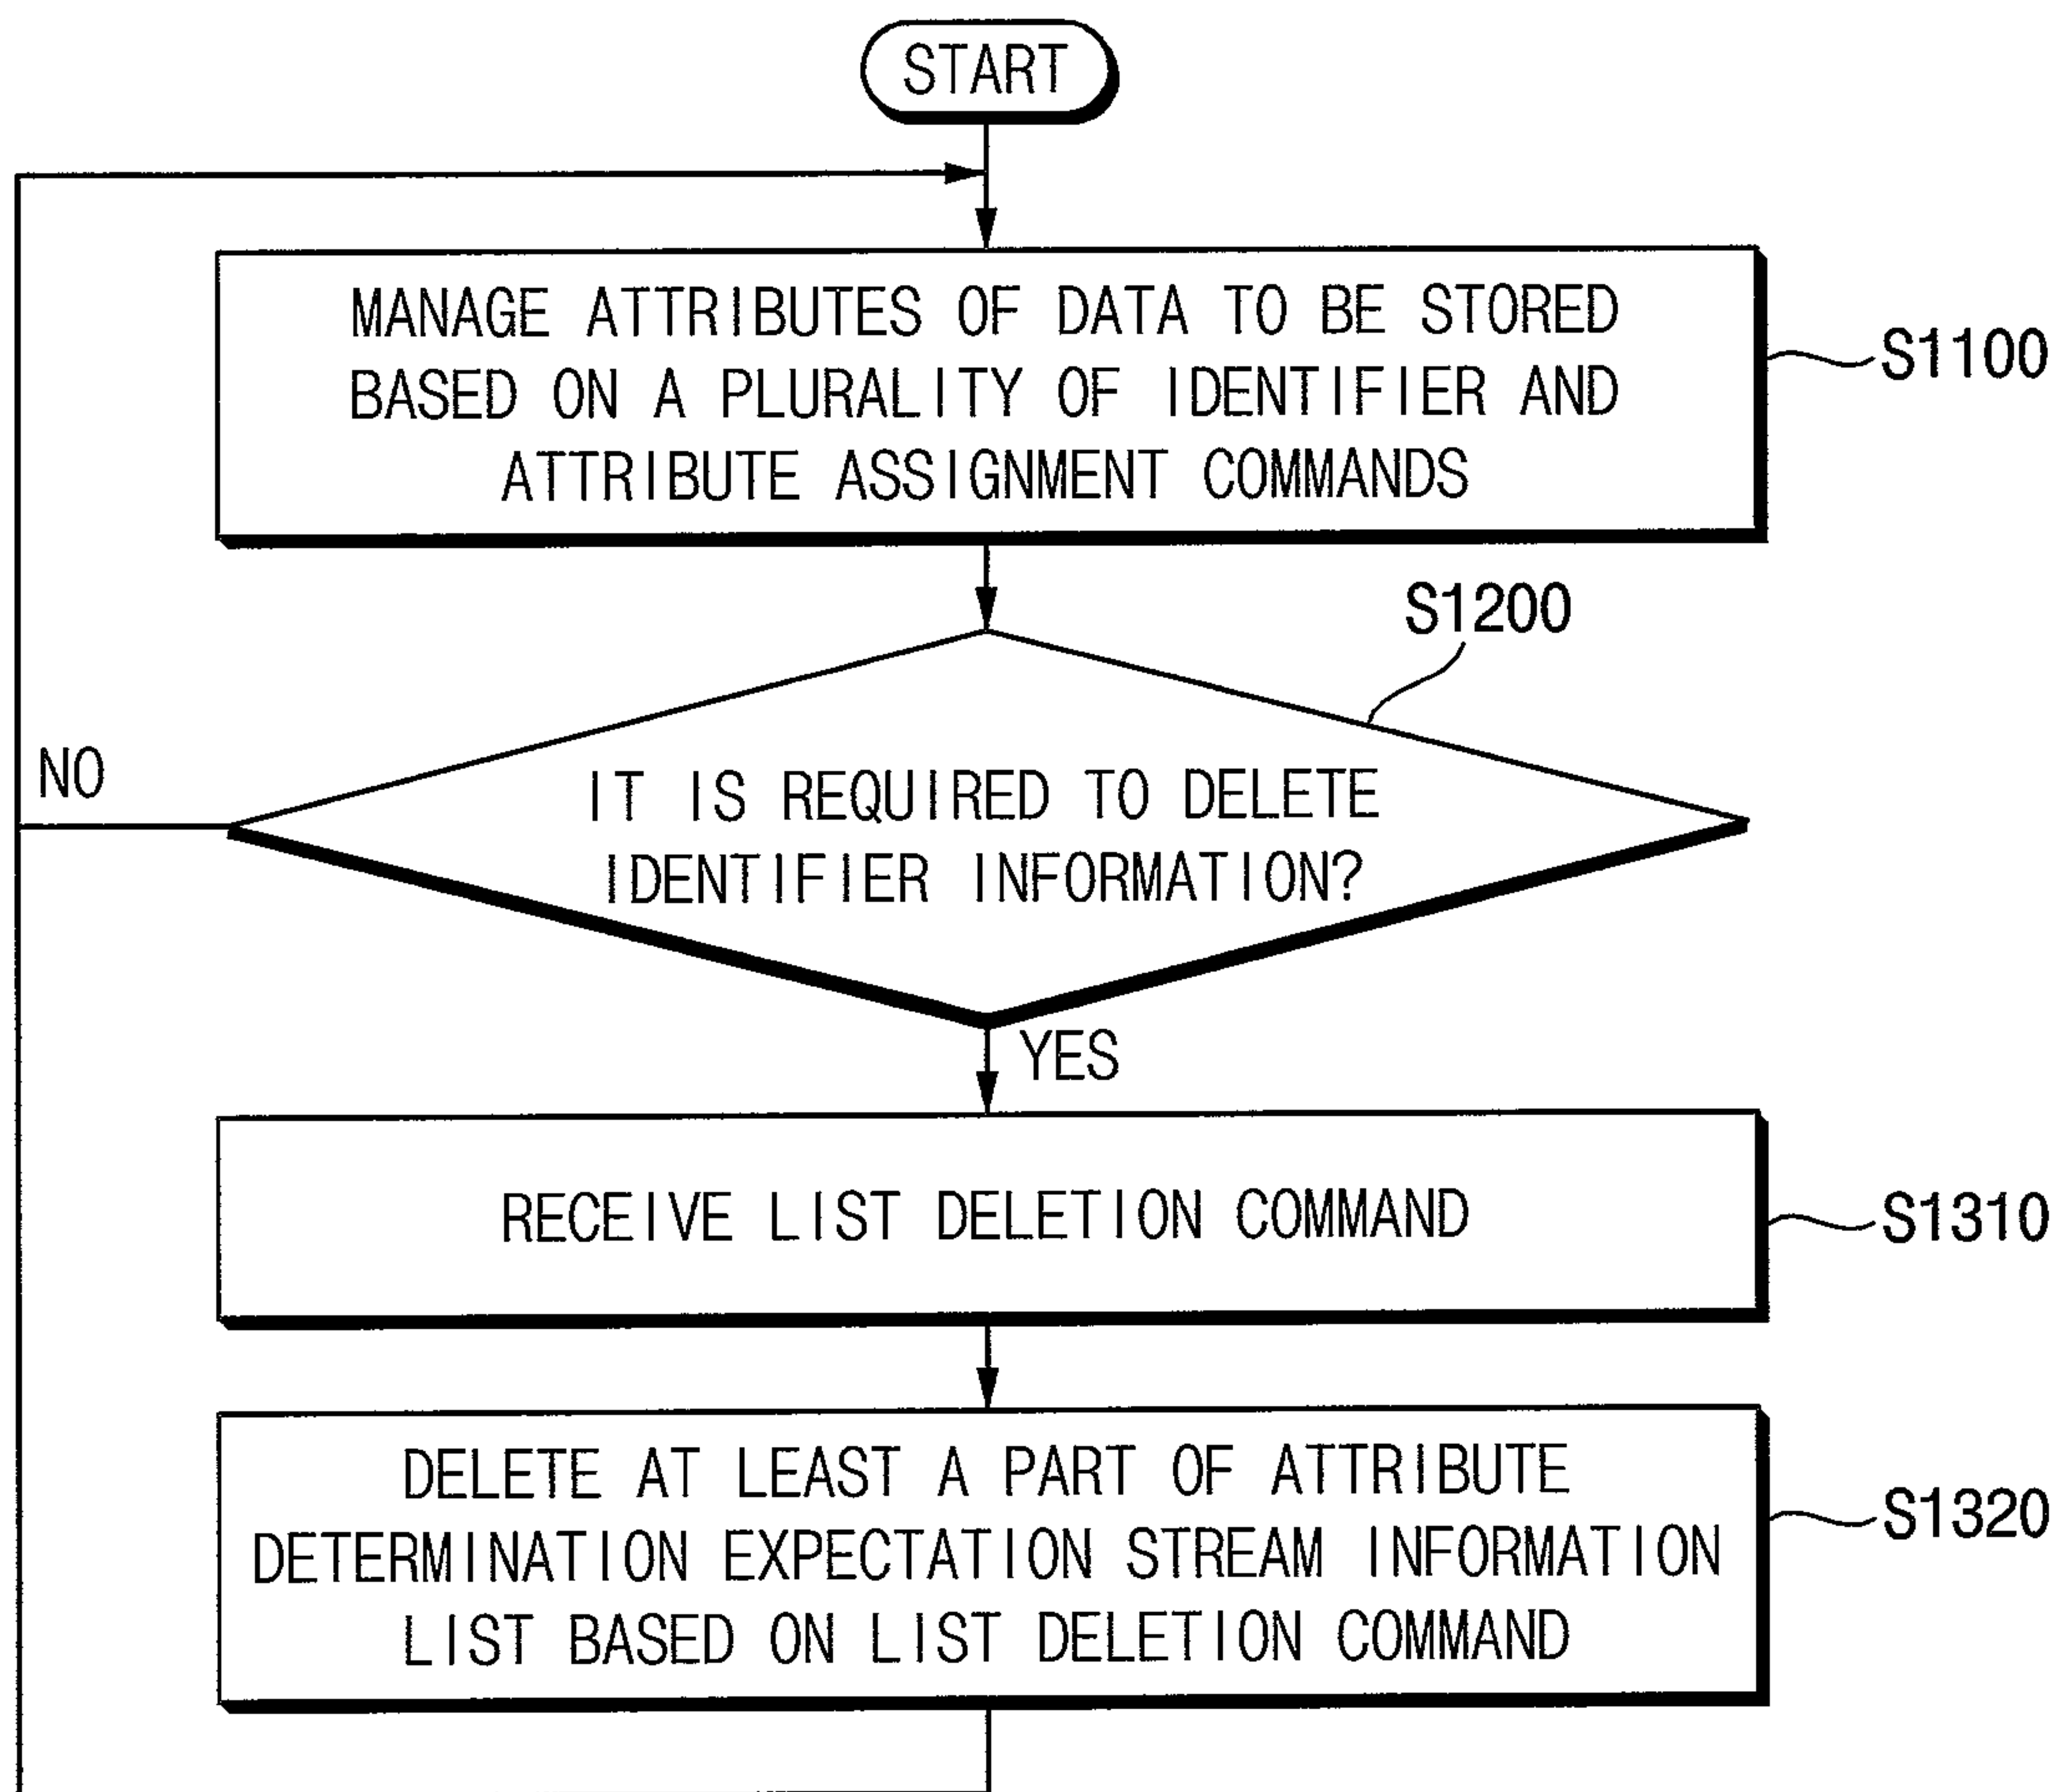 START
MANAGE ATTRIBUTES OF DATA TO BE STORED
BASED ON A PLURALITY OF IDENTIFIER AND
ATTRIBUTE ASSIGNMENT COMMANDS
S1100
S1200
NO
IT IS REQUIRED TO DELETE
IDENTIFIER INFORMATION?
YES
RECEIVE LIST DELETION COMMAND
S1310
DELETE AT LEAST A PART OF ATTRIBUTE
DETERMINATION EXPECTATION STREAM INFORMATION
LIST BASED ON LIST DELETION COMMAND
S1320